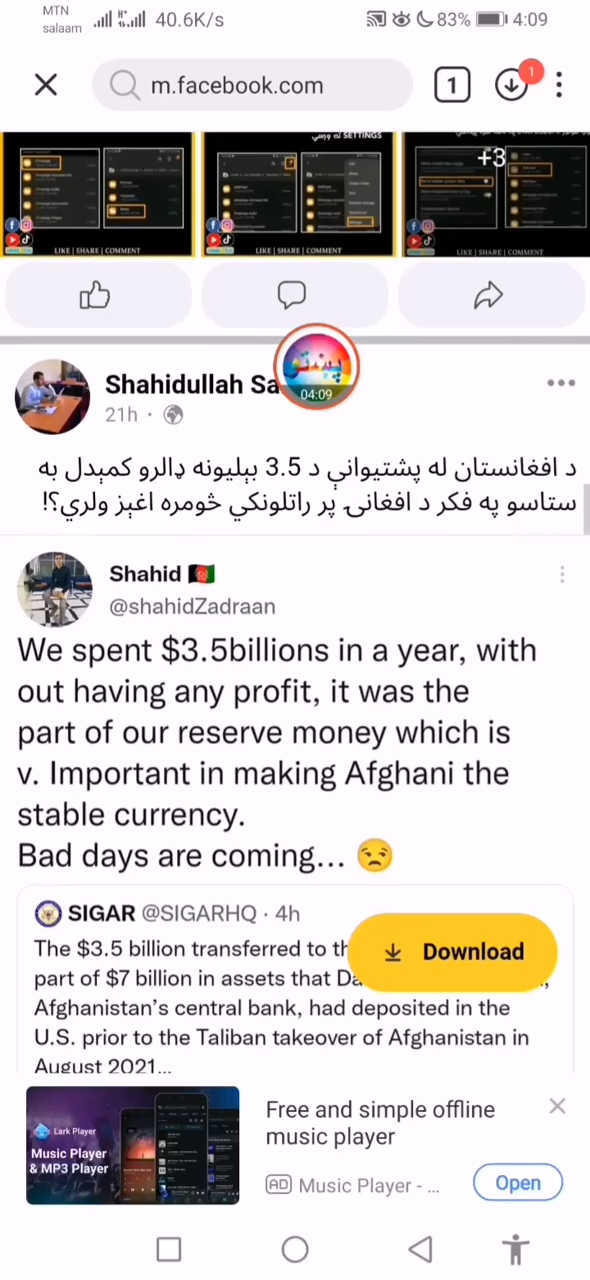 MTN
salaam
40.6K/s
83%
4:09
m.facebook.com
1
1
ته ورسي SETTINGS
+3
LIKE | SHARE | COMMENT
LIKE | SHARE | COMMENT
LIKE | SHARE | COMMENT
Shahidullah Sa
پښتو
04:09
21h
د افغانستان له پشتیوانې د 3.5 بېلیونه ډالرو کمېدل به
ستاسو په فکر د افغانۍ پر راتلونکي څومره اغېز ولري؟!
Shahid
@shahidZadraan
We spent $3.5billions in a year, with
out having any profit, it was the
part of our reserve money which is
v. Important in making Afghani the
stable currency.
Bad days are coming... 😒
SIGAR @SIGARHQ · 4h
The $3.5 billion transferred to th
Download
part of $7 billion in assets that Da
Afghanistan's central bank, had deposited in the
U.S. prior to the Taliban takeover of Afghanistan in
August 2021...
Lark Player
Music Player
& MP3 Player
Free and simple offline
music player
AD Music Player - ...
Open